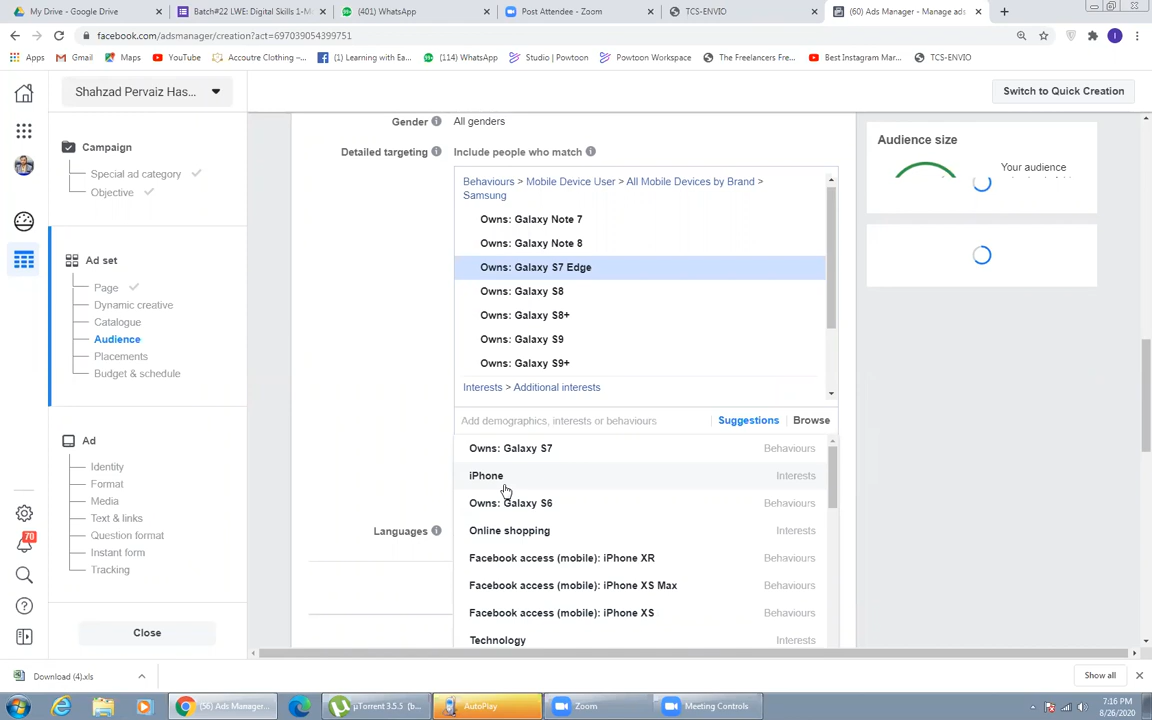 My Drive - Google Drive
Batch#22 LWE: Digital Skills 1-M
(401) WhatsApp
Post Attendee - Zoom
TCS-ENVIO
(60) Ads Manager - Manage ads
facebook.com/adsmanager/creation?act=697039054399751
Apps
Gmail
Maps
YouTube
Accoutre Clothing –...
(1) Learning with Ea...
(114) WhatsApp
Studio | Powtoon
Powtoon Workspace
The Freelancers Fre...
Best Instagram Mar...
TCS-ENVIO
Shahzad Pervaiz Has...
Switch to Quick Creation
Campaign
Special ad category
Objective
Ad set
Page
Dynamic creative
Catalogue
Audience
Placements
Budget & schedule
Ad
Identity
Format
Media
Text & links
Question format
Instant form
Tracking
Close
70
Gender
All genders
Detailed targeting
Include people who match
Behaviours > Mobile Device User > All Mobile Devices by Brand >
Samsung
Owns: Galaxy Note 7
Owns: Galaxy Note 8
Owns: Galaxy S7 Edge
Owns: Galaxy S8
Owns: Galaxy S8+
Owns: Galaxy S9
Owns: Galaxy S9+
Interests > Additional interests
Add demographics, interests or behaviours
Suggestions
Browse
Owns: Galaxy S7 Behaviours
iPhone Interests
Owns: Galaxy S6 Behaviours
Online shopping Interests
Facebook access (mobile): iPhone XR Behaviours
Facebook access (mobile): iPhone XS Max Behaviours
Facebook access (mobile): iPhone XS Behaviours
Technology Interests
Languages
Audience size
Your audience
Download (4).xls
Show all
(56) Ads Manager...
µTorrent 3.5.5 (b...
AutoPlay
Zoom
Meeting Controls
7:16 PM
8/26/2020